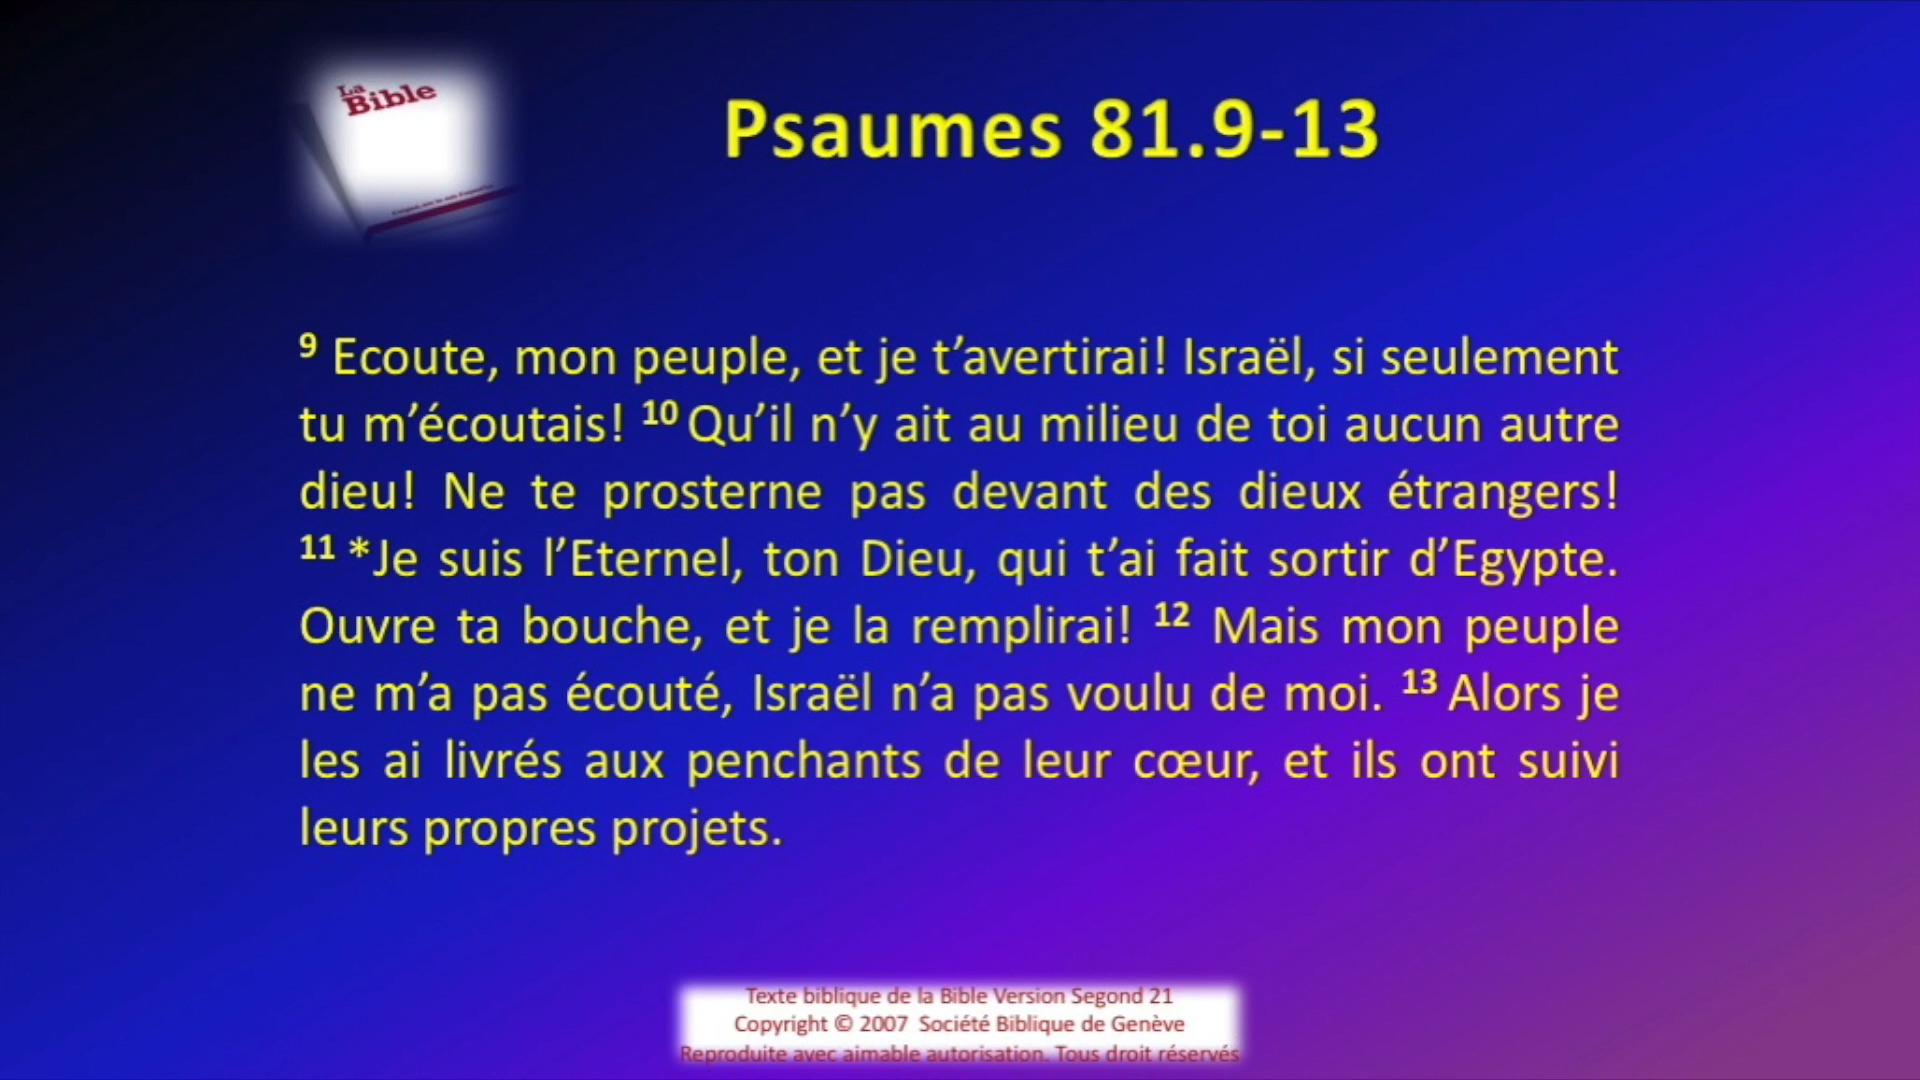 La
Bible
Psaumes 81.9-13
9 Ecoute, mon peuple, et je t’avertirai! Israël, si seulement
tu m’écoutais! 10 Qu’il n’y ait au milieu de toi aucun autre
dieu! Ne te prosterne pas devant des dieux étrangers!
11 *Je suis l’Eternel, ton Dieu, qui t’ai fait sortir d’Egypte.
Ouvre ta bouche, et je la remplirai! 12 Mais mon peuple
ne m’a pas écouté, Israël n’a pas voulu de moi. 13 Alors je
les ai livrés aux penchants de leur cœur, et ils ont suivi
leurs propres projets.
Texte biblique de la Bible Version Segond 21
Copyright © 2007 Société Biblique de Genève
Reproduite avec aimable autorisation. Tous droit réservés